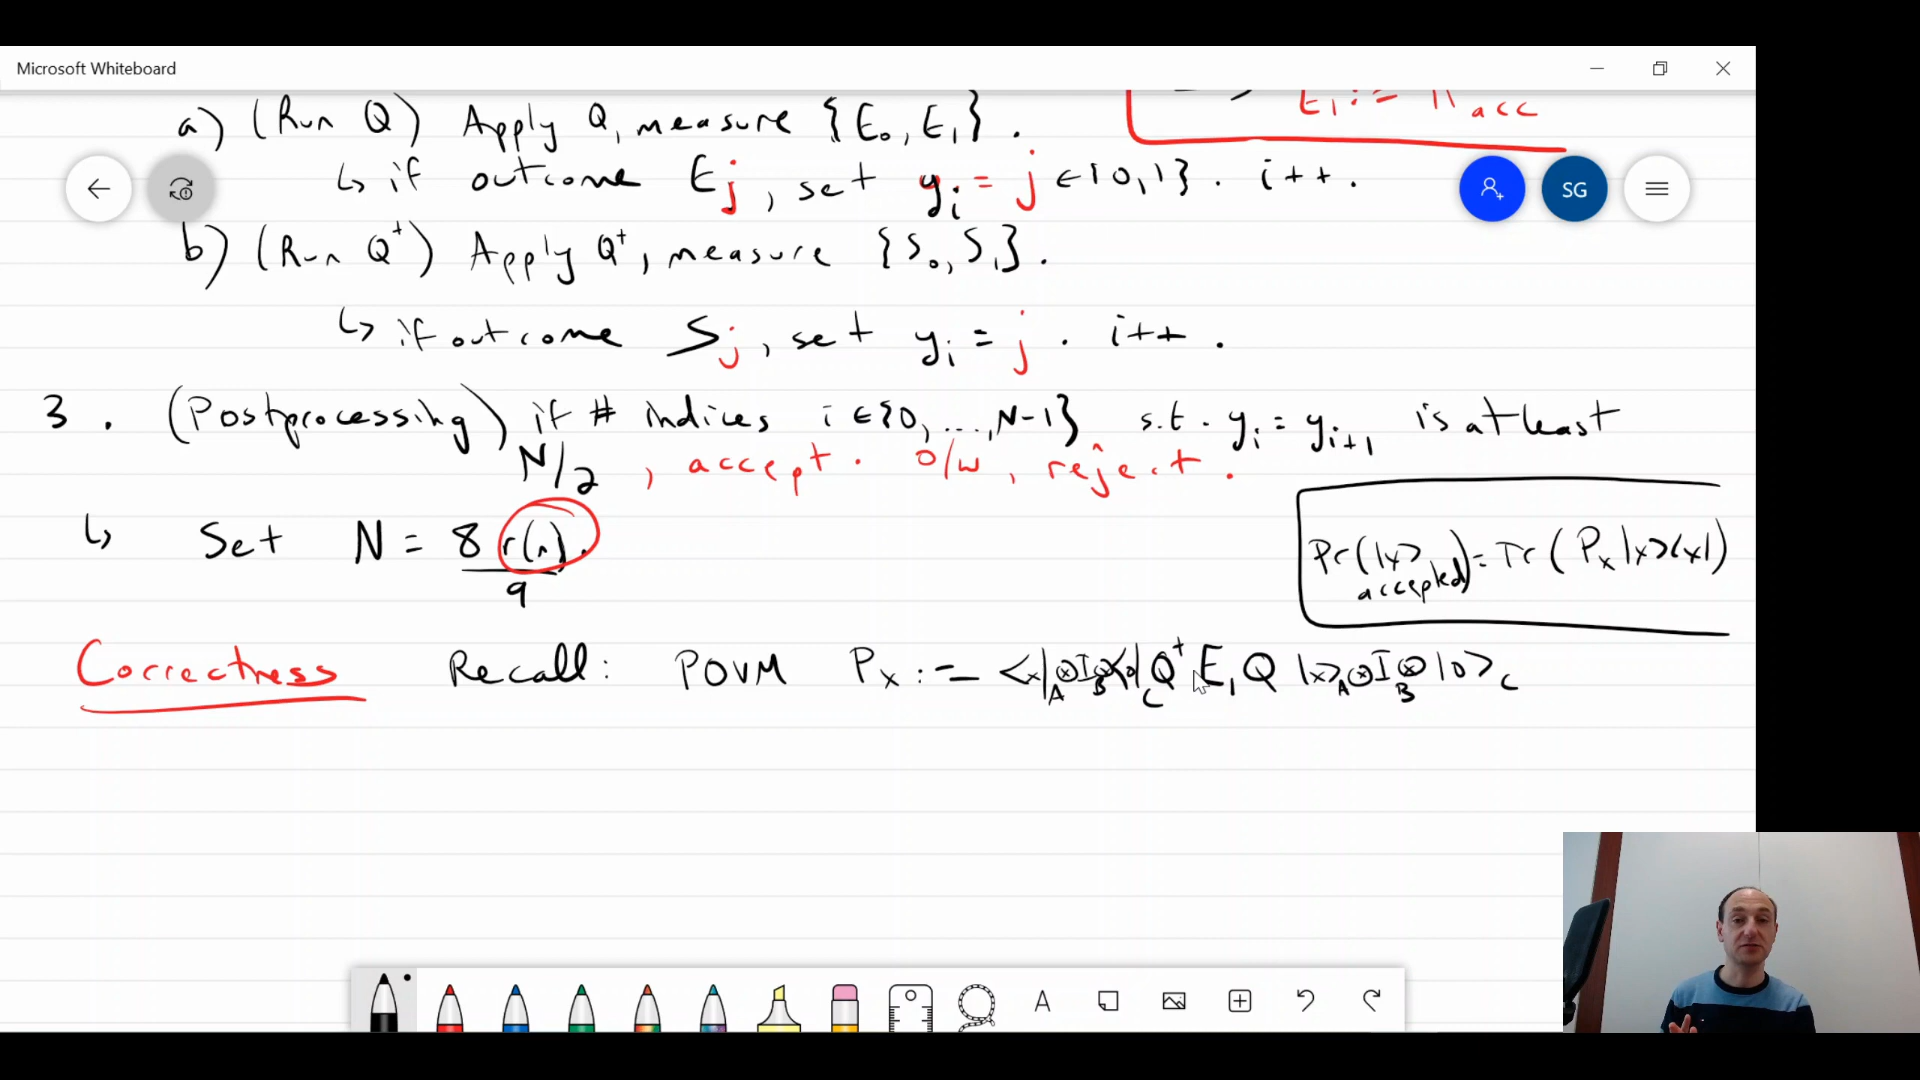 Microsoft Whiteboard
E₁ := Π_acc
a) (Run Q) Apply Q, measure {E₀, E₁}.
↳ if outcome Ej, set yᵢ = j ∈ {0,1}. i++.
SG
b) (Run Q†) Apply Q†, measure {S₀, S₁}.
↳ if outcome Sj, set yᵢ = j. i++.
3. (Postprocessing) if # indices i∈{0,...,N-1} s.t. yᵢ = yᵢ₊₁ is at least
N/2, accept. o/w, reject.
↳ Set N = 8 r(n).
9
Pr(|x> accepted) = Tr(Pₓ|x><x|)
Correctness Recall: POVM Pₓ := <x|_A ⊗ I_B ⊗ <0|_C Q† E₁ Q |x>_A ⊗ I_B ⊗ |0>_C